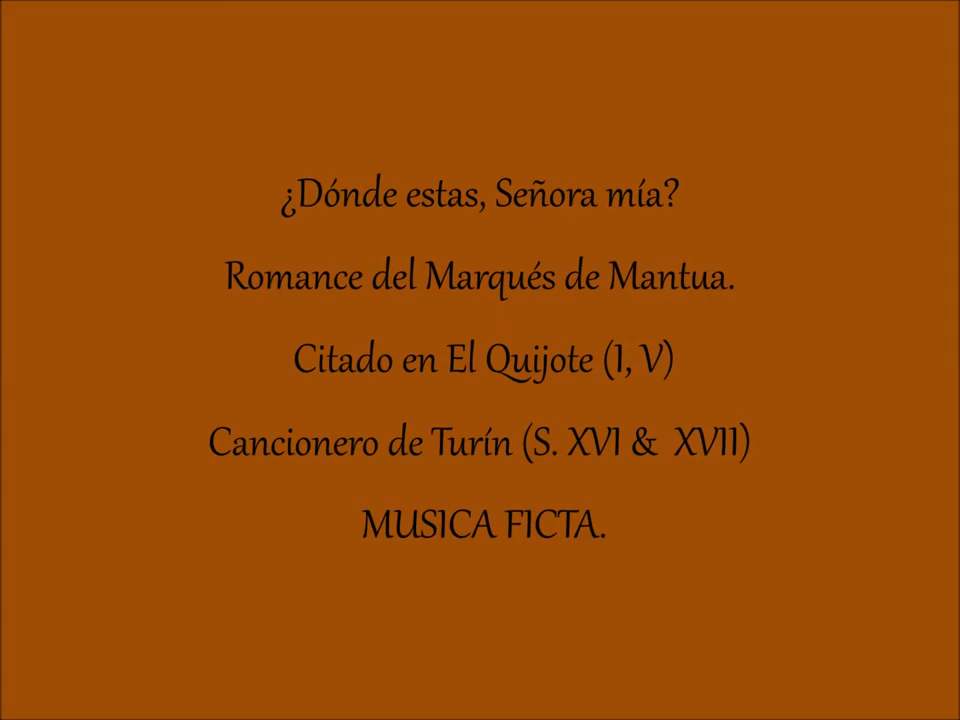 ¿Dónde estas, Señora mía?
Romance del Marqués de Mantua.
Citado en El Quijote (I, V)
Cancionero de Turín (S. XVI & XVII)
MUSICA FICTA.